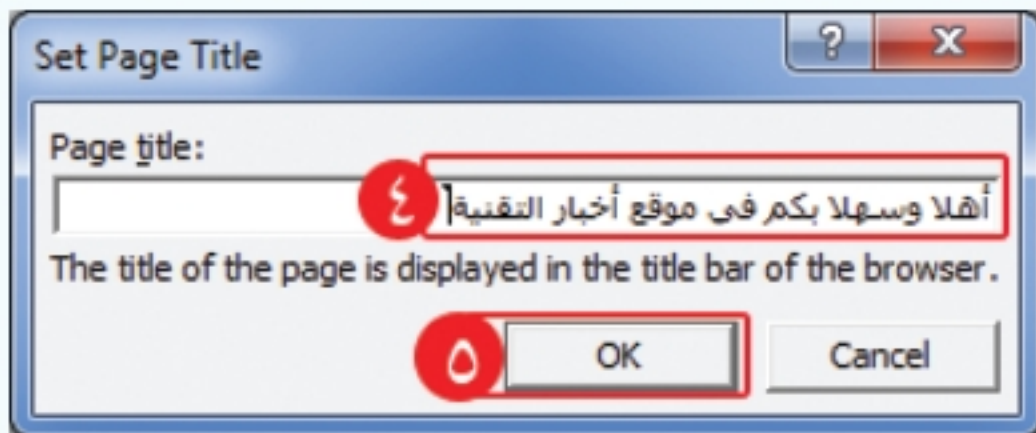 Set Page Title
Page title:
أهلا وسهلا بكم فى موقع أخبار التقنية
٤
The title of the page is displayed in the title bar of the browser.
٥
OK
Cancel